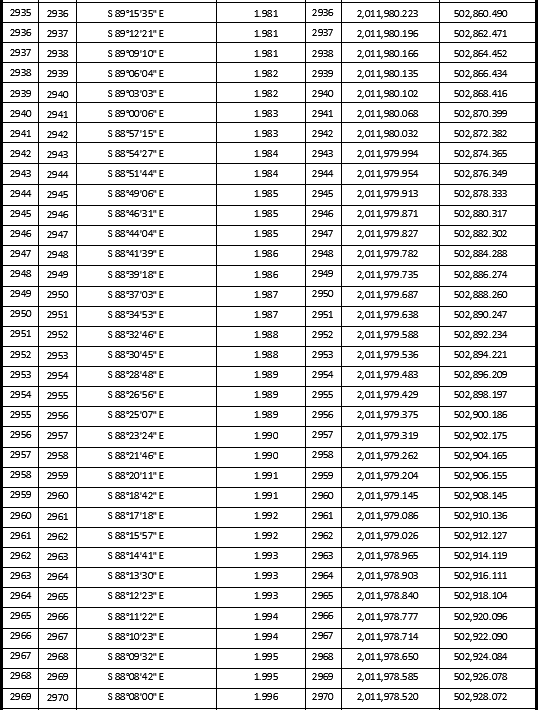 2935 2936 S 89°15'35" E 1.981 2936 2,011,980.223 502,860.490
2936 2937 S 89°12'21" E 1.981 2937 2,011,980.196 502,862.471
2937 2938 S 89°09'10" E 1.981 2938 2,011,980.166 502,864.452
2938 2939 S 89°06'04" E 1.982 2939 2,011,980.135 502,866.434
2939 2940 S 89°03'03" E 1.982 2940 2,011,980.102 502,868.416
2940 2941 S 89°00'06" E 1.983 2941 2,011,980.068 502,870.399
2941 2942 S 88°57'15" E 1.983 2942 2,011,980.032 502,872.382
2942 2943 S 88°54'27" E 1.984 2943 2,011,979.994 502,874.365
2943 2944 S 88°51'44" E 1.984 2944 2,011,979.954 502,876.349
2944 2945 S 88°49'06" E 1.985 2945 2,011,979.913 502,878.333
2945 2946 S 88°46'31" E 1.985 2946 2,011,979.871 502,880.317
2946 2947 S 88°44'04" E 1.985 2947 2,011,979.827 502,882.302
2947 2948 S 88°41'39" E 1.986 2948 2,011,979.782 502,884.288
2948 2949 S 88°39'18" E 1.986 2949 2,011,979.735 502,886.274
2949 2950 S 88°37'03" E 1.987 2950 2,011,979.687 502,888.260
2950 2951 S 88°34'53" E 1.987 2951 2,011,979.638 502,890.247
2951 2952 S 88°32'46" E 1.988 2952 2,011,979.588 502,892.234
2952 2953 S 88°30'45" E 1.988 2953 2,011,979.536 502,894.221
2953 2954 S 88°28'48" E 1.989 2954 2,011,979.483 502,896.209
2954 2955 S 88°26'56" E 1.989 2955 2,011,979.429 502,898.197
2955 2956 S 88°25'07" E 1.989 2956 2,011,979.375 502,900.186
2956 2957 S 88°23'24" E 1.990 2957 2,011,979.319 502,902.175
2957 2958 S 88°21'46" E 1.990 2958 2,011,979.262 502,904.165
2958 2959 S 88°20'11" E 1.991 2959 2,011,979.204 502,906.155
2959 2960 S 88°18'42" E 1.991 2960 2,011,979.145 502,908.145
2960 2961 S 88°17'18" E 1.992 2961 2,011,979.086 502,910.136
2961 2962 S 88°15'57" E 1.992 2962 2,011,979.026 502,912.127
2962 2963 S 88°14'41" E 1.993 2963 2,011,978.965 502,914.119
2963 2964 S 88°13'30" E 1.993 2964 2,011,978.903 502,916.111
2964 2965 S 88°12'23" E 1.993 2965 2,011,978.840 502,918.104
2965 2966 S 88°11'22" E 1.994 2966 2,011,978.777 502,920.096
2966 2967 S 88°10'23" E 1.994 2967 2,011,978.714 502,922.090
2967 2968 S 88°09'32" E 1.995 2968 2,011,978.650 502,924.084
2968 2969 S 88°08'42" E 1.995 2969 2,011,978.585 502,926.078
2969 2970 S 88°08'00" E 1.996 2970 2,011,978.520 502,928.072